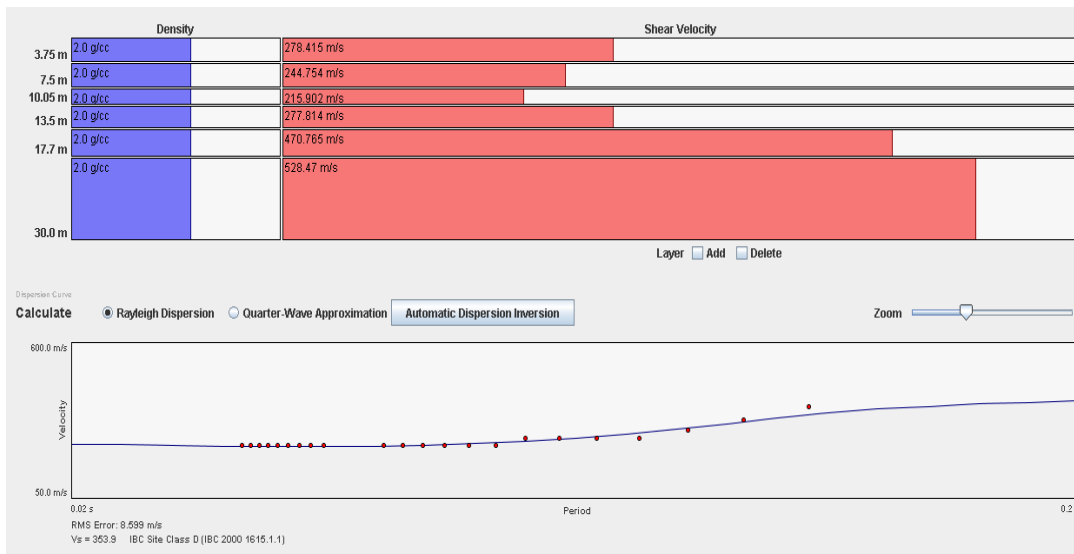 Density Shear Velocity
3.75 m 2.0 g/cc 278.415 m/s
7.5 m 2.0 g/cc 244.754 m/s
10.05 m 2.0 g/cc 215.902 m/s
13.5 m 2.0 g/cc 277.814 m/s
17.7 m 2.0 g/cc 470.765 m/s
30.0 m 2.0 g/cc 528.47 m/s
Layer Add Delete
Dispersion Curve
Calculate Rayleigh Dispersion Quarter-Wave Approximation Automatic Dispersion Inversion Zoom
600.0 m/s
Velocity
50.0 m/s
0.02 s Period 0.2
RMS Error: 8.599 m/s
Vs = 353.9 IBC Site Class D (IBC 2000 1615.1.1)